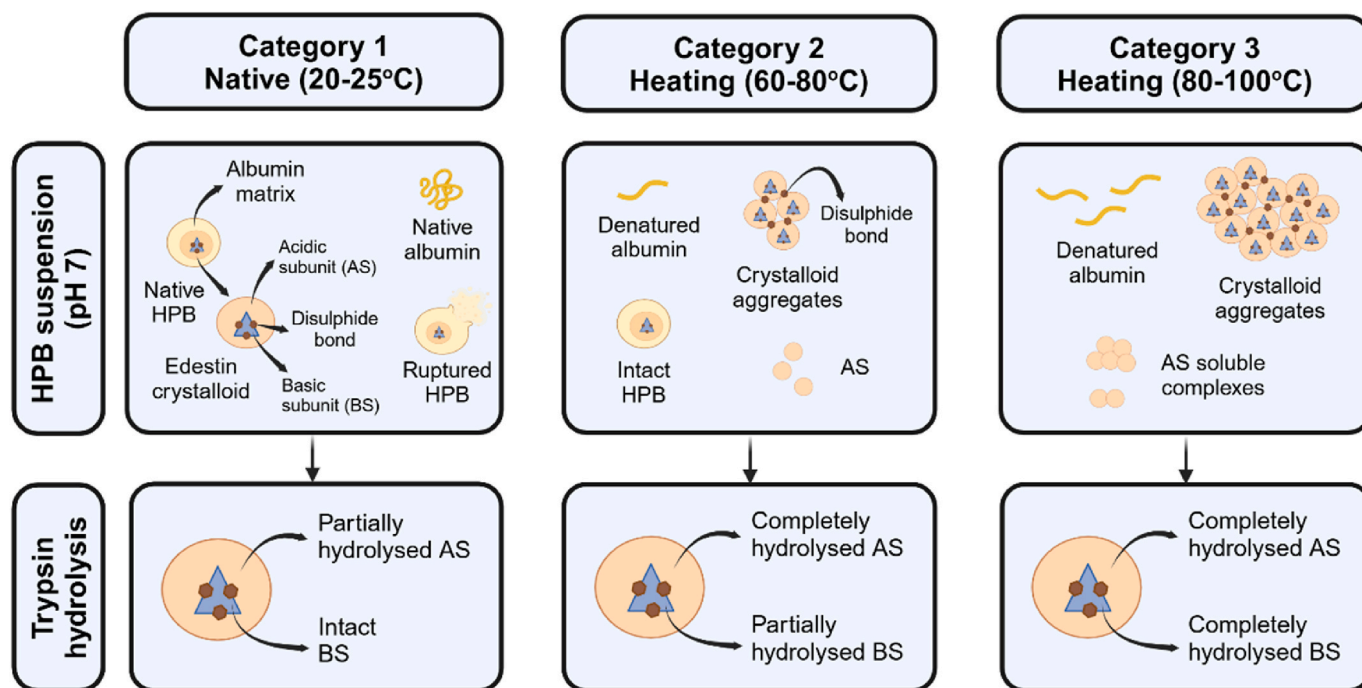 Category 1
Native (20-25°C)
Category 2
Heating (60-80°C)
Category 3
Heating (80-100°C)
HPB suspension
(pH 7)
Albumin
matrix
Native
HPB
Edestin
crystalloid
Acidic
subunit (AS)
Disulphide
bond
Basic
subunit (BS)
Native
albumin
Ruptured
HPB
Denatured
albumin
Disulphide
bond
Crystalloid
aggregates
Intact
HPB
AS
Denatured
albumin
Crystalloid
aggregates
AS soluble
complexes
Trypsin
hydrolysis
Partially
hydrolysed AS
Intact
BS
Completely
hydrolysed AS
Partially
hydrolysed BS
Completely
hydrolysed AS
Completely
hydrolysed BS